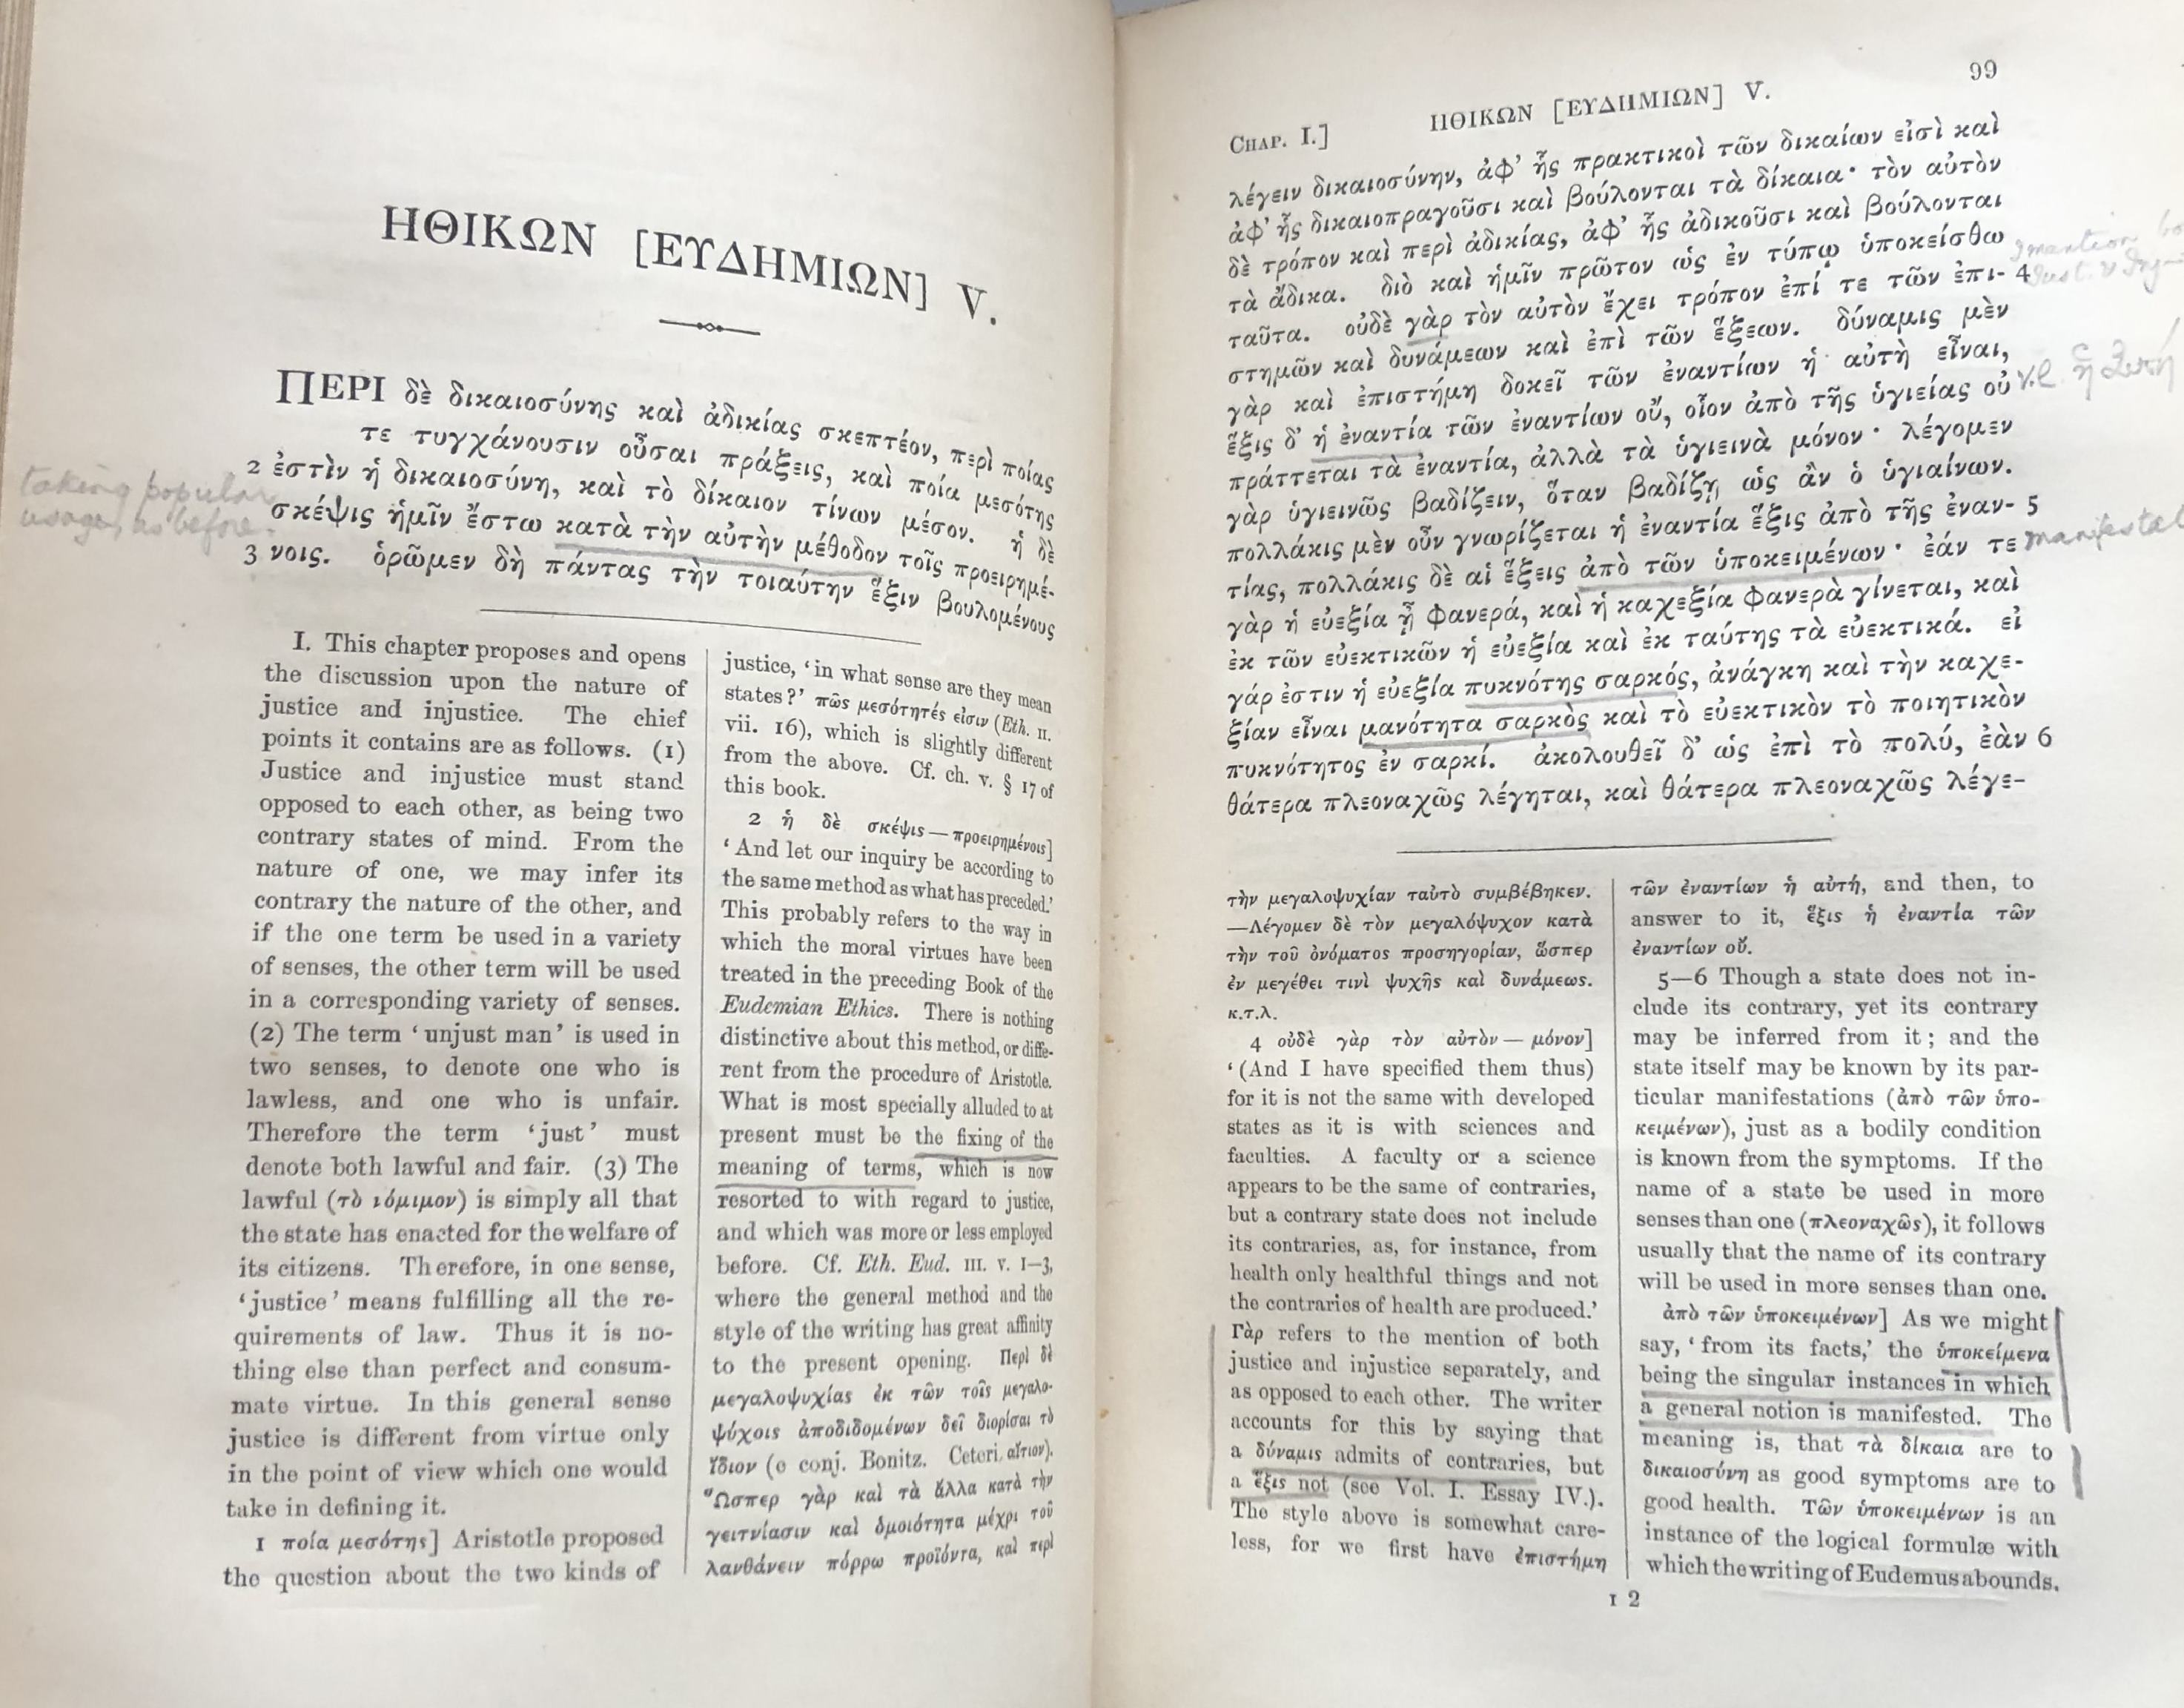 ΗΘΙΚΩΝ [ΕΥΔΗΜΙΩΝ] V.
ΠΕΡΙ δὲ δικαιοσύνης καὶ ἀδικίας σκεπτέον, περὶ ποίας
τε τυγχάνουσιν οὖσαι πράξεις, καὶ ποία μεσότης
2 ἐστὶν ἡ δικαιοσύνη, καὶ τὸ δίκαιον τίνων μέσον. ἡ δὲ
σκέψις ἡμῖν ἔστω κατὰ τὴν αὐτὴν μέθοδον τοῖς προειρημέ-
3 νοις. ὁρῶμεν δὴ πάντας τὴν τοιαύτην ἕξιν βουλομένους
taking popular
usage, as before.
I. This chapter proposes and opens
the discussion upon the nature of
justice and injustice. The chief
points it contains are as follows. (1)
Justice and injustice must stand
opposed to each other, as being two
contrary states of mind. From the
nature of one, we may infer its
contrary the nature of the other, and
if the one term be used in a variety
of senses, the other term will be used
in a corresponding variety of senses.
(2) The term ‘unjust man’ is used in
two senses, to denote one who is
lawless, and one who is unfair.
Therefore the term ‘just’ must
denote both lawful and fair. (3) The
lawful (τὸ νόμιμον) is simply all that
the state has enacted for the welfare of
its citizens. Therefore, in one sense,
‘justice’ means fulfilling all the re-
quirements of law. Thus it is no-
thing else than perfect and consum-
mate virtue. In this general sense
justice is different from virtue only
in the point of view which one would
take in defining it.
1 ποία μεσότης] Aristotle proposed
the question about the two kinds of
justice, ‘in what sense are they mean
states?’ πῶς μεσότητές εἰσιν (Eth. II.
vii. 16), which is slightly different
from the above. Cf. ch. v. § 17 of
this book.
2 ἡ δὲ σκέψις — προειρημένοις]
‘And let our inquiry be according to
the same method as what has preceded.’
This probably refers to the way in
which the moral virtues have been
treated in the preceding Book of the
Eudemian Ethics. There is nothing
distinctive about this method, or diffe-
rent from the procedure of Aristotle.
What is most specially alluded to at
present must be the fixing of the
meaning of terms, which is now
resorted to with regard to justice,
and which was more or less employed
before. Cf. Eth. Eud. III. v. 1–3,
where the general method and the
style of the writing has great affinity
to the present opening. Περὶ δὲ
μεγαλοψυχίας ἐκ τῶν τοῖς μεγαλο-
ψύχοις ἀποδιδομένων δεῖ διορίσαι τὸ
ἴδιον (e conj. Bonitz. Ceteri αἴτιον).
Ὥσπερ γὰρ καὶ τὰ ἄλλα κατὰ τὴν
γειτνίασιν καὶ ὁμοιότητα μέχρι τοῦ
λανθάνειν πόρρω προϊόντα, καὶ περὶ
99
CHAP. I.] ΗΘΙΚΩΝ [ΕΥΔΗΜΙΩΝ] V.
λέγειν δικαιοσύνην, ἀφ’ ἧς πρακτικοὶ τῶν δικαίων εἰσὶ καὶ
ἀφ’ ἧς δικαιοπραγοῦσι καὶ βούλονται τὰ δίκαια· τὸν αὐτὸν
δὲ τρόπον καὶ περὶ ἀδικίας, ἀφ’ ἧς ἀδικοῦσι καὶ βούλονται
τὰ ἄδικα. διὸ καὶ ἡμῖν πρῶτον ὡς ἐν τύπῳ ὑποκείσθω
ταῦτα. οὐδὲ γὰρ τὸν αὐτὸν ἔχει τρόπον ἐπί τε τῶν ἐπι- 4
στημῶν καὶ δυνάμεων καὶ ἐπὶ τῶν ἕξεων. δύναμις μὲν
γὰρ καὶ ἐπιστήμη δοκεῖ τῶν ἐναντίων ἡ αὐτὴ εἶναι,
ἕξις δ’ ἡ ἐναντία τῶν ἐναντίων οὔ, οἷον ἀπὸ τῆς ὑγιείας οὐ
πράττεται τὰ ἐναντία, ἀλλὰ τὰ ὑγιεινὰ μόνον· λέγομεν
γὰρ ὑγιεινῶς βαδίζειν, ὅταν βαδίζῃ ὡς ἂν ὁ ὑγιαίνων.
πολλάκις μὲν οὖν γνωρίζεται ἡ ἐναντία ἕξις ἀπὸ τῆς ἐναν- 5
τίας, πολλάκις δὲ αἱ ἕξεις ἀπὸ τῶν ὑποκειμένων· ἐάν τε
γὰρ ἡ εὐεξία ᾖ φανερά, καὶ ἡ καχεξία φανερὰ γίνεται, καὶ
ἐκ τῶν εὐεκτικῶν ἡ εὐεξία καὶ ἐκ ταύτης τὰ εὐεκτικά. εἰ
γάρ ἐστιν ἡ εὐεξία πυκνότης σαρκός, ἀνάγκη καὶ τὴν καχε-
ξίαν εἶναι μανότητα σαρκὸς καὶ τὸ εὐεκτικὸν τὸ ποιητικὸν
πυκνότητος ἐν σαρκί. ἀκολουθεῖ δ’ ὡς ἐπὶ τὸ πολύ, ἐὰν 6
θάτερα πλεοναχῶς λέγηται, καὶ θάτερα πλεοναχῶς λέγε-
v.l.
τὴν μεγαλοψυχίαν ταὐτὸ συμβέβηκεν.
—Λέγομεν δὲ τὸν μεγαλόψυχον κατὰ
τὴν τοῦ ὀνόματος προσηγορίαν, ὥσπερ
ἐν μεγέθει τινὶ ψυχῆς καὶ δυνάμεως.
κ.τ.λ.
4 οὐδὲ γὰρ τὸν αὐτὸν — μόνον]
‘(And I have specified them thus)
for it is not the same with developed
states as it is with sciences and
faculties. A faculty or a science
appears to be the same of contraries,
but a contrary state does not include
its contraries, as, for instance, from
health only healthful things and not
the contraries of health are produced.’
Γὰρ refers to the mention of both
justice and injustice separately, and
as opposed to each other. The writer
accounts for this by saying that
a δύναμις admits of contraries, but
a ἕξις not (see Vol. I. Essay IV.).
The style above is somewhat care-
less, for we first have ἐπιστήμη
τῶν ἐναντίων ἡ αὐτή, and then, to
answer to it, ἕξις ἡ ἐναντία τῶν
ἐναντίων οὔ.
5—6 Though a state does not in-
clude its contrary, yet its contrary
may be inferred from it; and the
state itself may be known by its par-
ticular manifestations (ἀπὸ τῶν ὑπο-
κειμένων), just as a bodily condition
is known from the symptoms. If the
name of a state be used in more
senses than one (πλεοναχῶς), it follows
usually that the name of its contrary
will be used in more senses than one.
ἀπὸ τῶν ὑποκειμένων] As we might
say, ‘from its facts,’ the ὑποκείμενα
being the singular instances in which
a general notion is manifested. The
meaning is, that τὰ δίκαια are to
δικαιοσύνη as good symptoms are to
good health. Τῶν ὑποκειμένων is an
instance of the logical formulæ with
which the writing of Eudemus abounds.
I 2